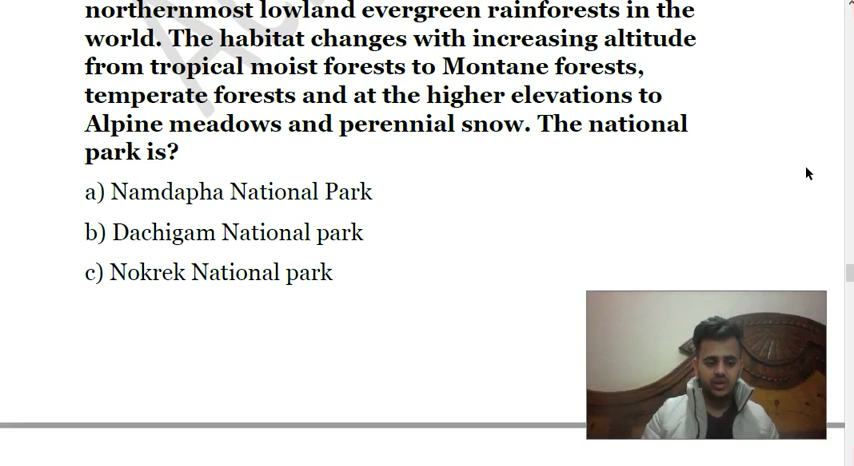 northernmost lowland evergreen rainforests in the
world. The habitat changes with increasing altitude
from tropical moist forests to Montane forests,
temperate forests and at the higher elevations to
Alpine meadows and perennial snow. The national
park is?
a) Namdapha National Park
b) Dachigam National park
c) Nokrek National park